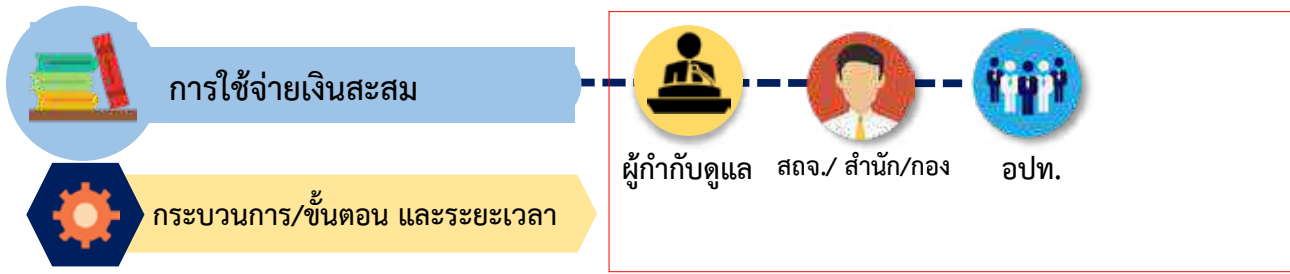 การใช้จ่ายเงินสะสม
ผู้กำกับดูแล
สถจ./ สำนัก/กอง
อปท.
กระบวนการ/ขั้นตอน และระยะเวลา